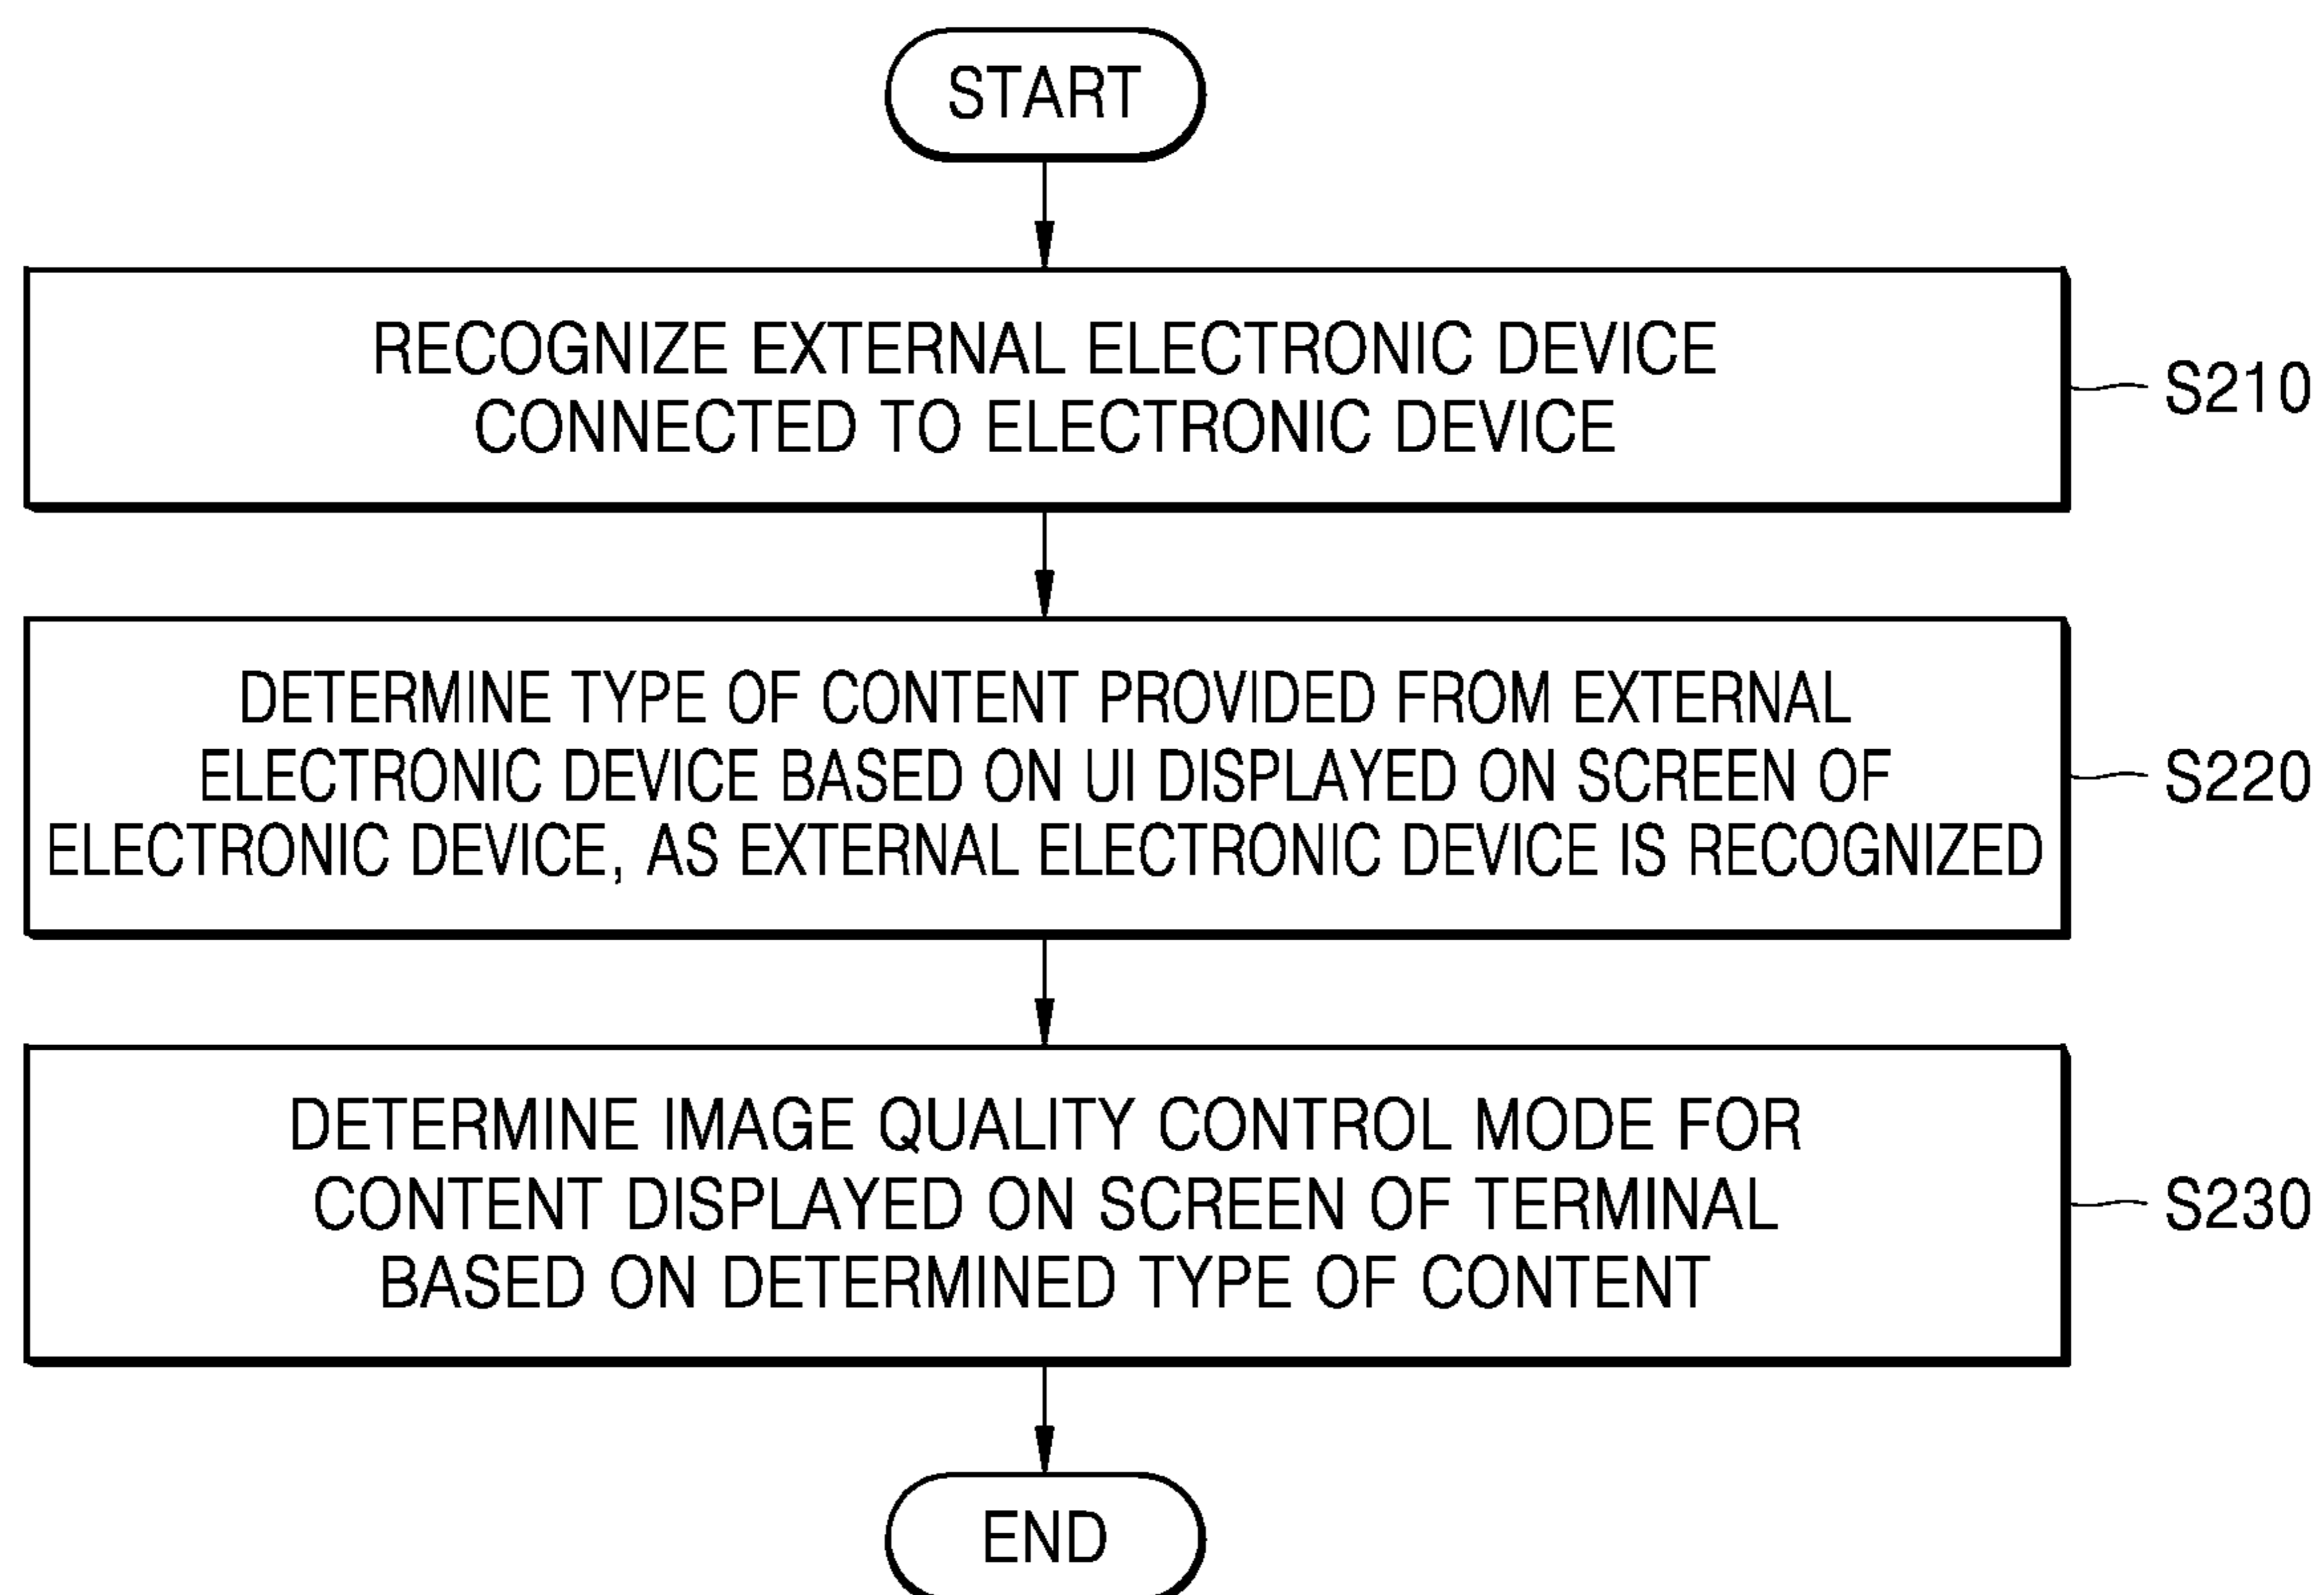 START
RECOGNIZE EXTERNAL ELECTRONIC DEVICE
CONNECTED TO ELECTRONIC DEVICE
S210
DETERMINE TYPE OF CONTENT PROVIDED FROM EXTERNAL
ELECTRONIC DEVICE BASED ON UI DISPLAYED ON SCREEN OF
ELECTRONIC DEVICE, AS EXTERNAL ELECTRONIC DEVICE IS RECOGNIZED
S220
DETERMINE IMAGE QUALITY CONTROL MODE FOR
CONTENT DISPLAYED ON SCREEN OF TERMINAL
BASED ON DETERMINED TYPE OF CONTENT
S230
END